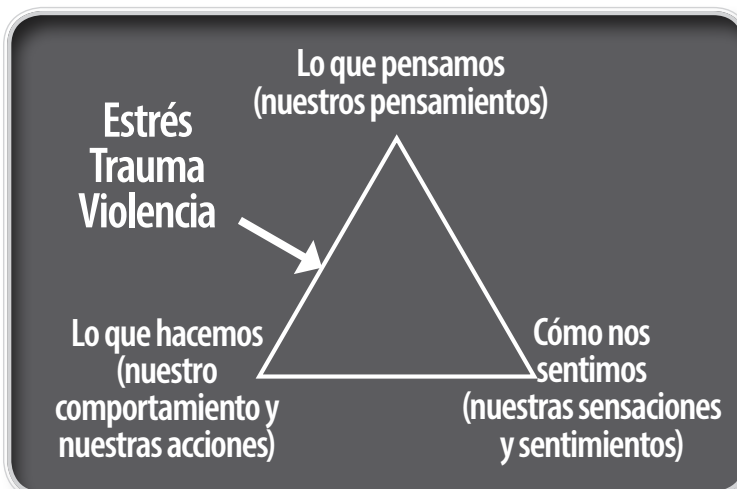 Lo que pensamos
(nuestros pensamientos)
Estrés
Trauma
Violencia
Lo que hacemos
(nuestro
comportamiento y
nuestras acciones)
Cómo nos
sentimos
(nuestras sensaciones
y sentimientos)